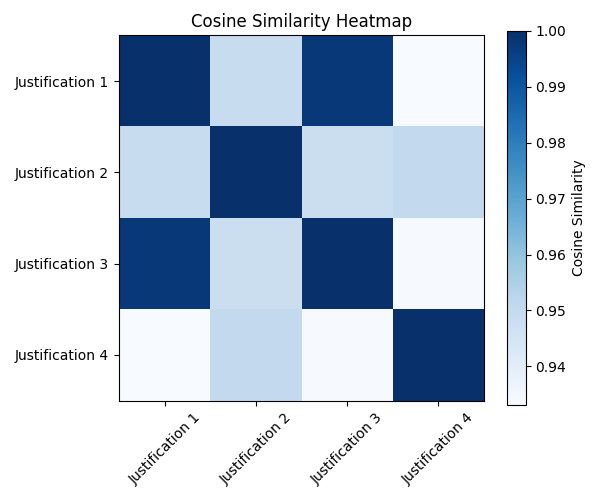 Cosine Similarity Heatmap
Justification 1
Justification 2
Justification 3
Justification 4
Justification 1
Justification 2
Justification 3
Justification 4
1.00
0.99
0.98
0.97
0.96
0.95
0.94
Cosine Similarity